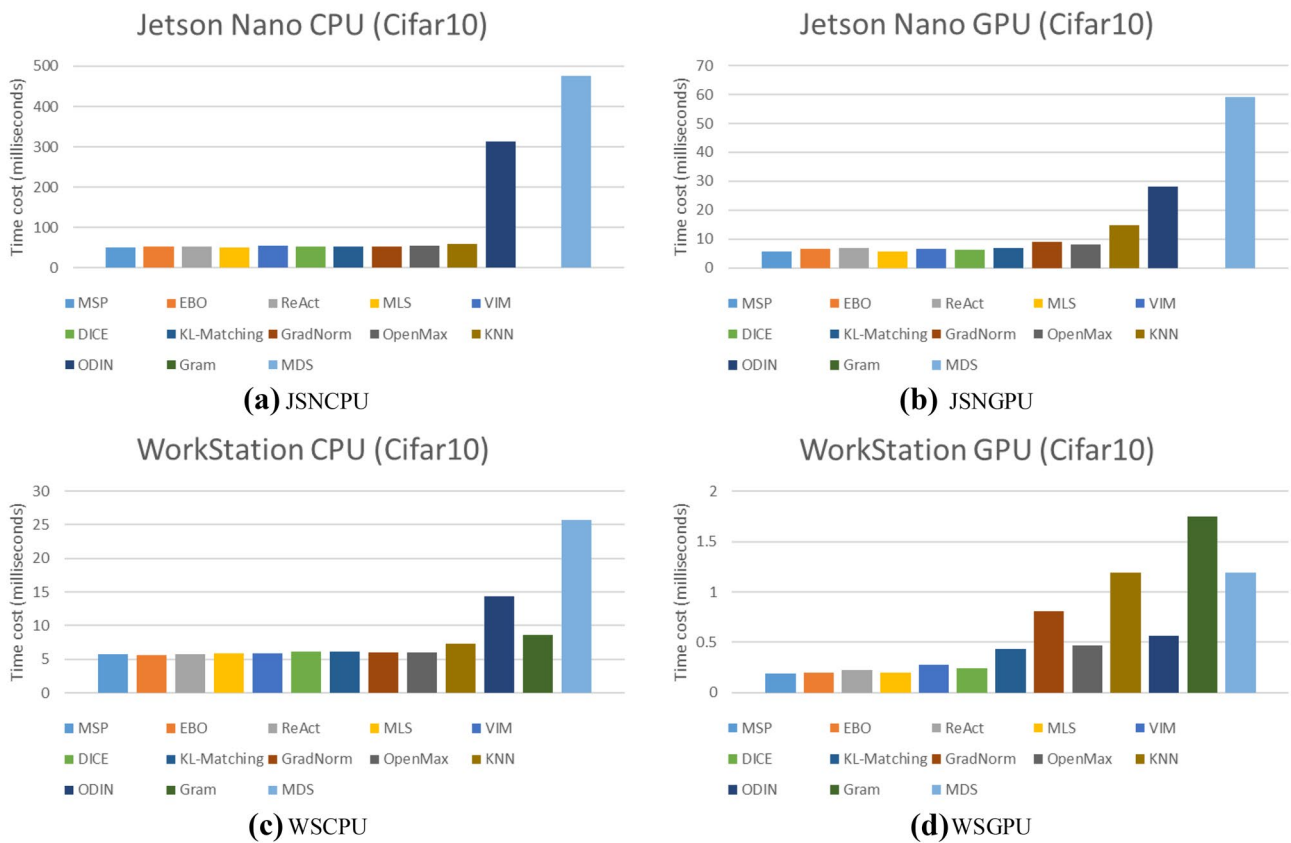 Jetson Nano CPU (Cifar10)
Time cost (milliseconds)
500
400
300
200
100
0
MSP EBO ReAct MLS VIM
DICE KL-Matching GradNorm OpenMax KNN
ODIN Gram MDS
(a) JSNCPU
Jetson Nano GPU (Cifar10)
Time cost (milliseconds)
70
60
50
40
30
20
10
0
MSP EBO ReAct MLS VIM
DICE KL-Matching GradNorm OpenMax KNN
ODIN Gram MDS
(b) JSNGPU
WorkStation CPU (Cifar10)
Time cost (milliseconds)
30
25
20
15
10
5
0
MSP EBO ReAct MLS VIM
DICE KL-Matching GradNorm OpenMax KNN
ODIN Gram MDS
(c) WSCPU
WorkStation GPU (Cifar10)
Time cost (milliseconds)
2
1.5
1
0.5
0
MSP EBO ReAct MLS VIM
DICE KL-Matching GradNorm OpenMax KNN
ODIN Gram MDS
(d) WSGPU